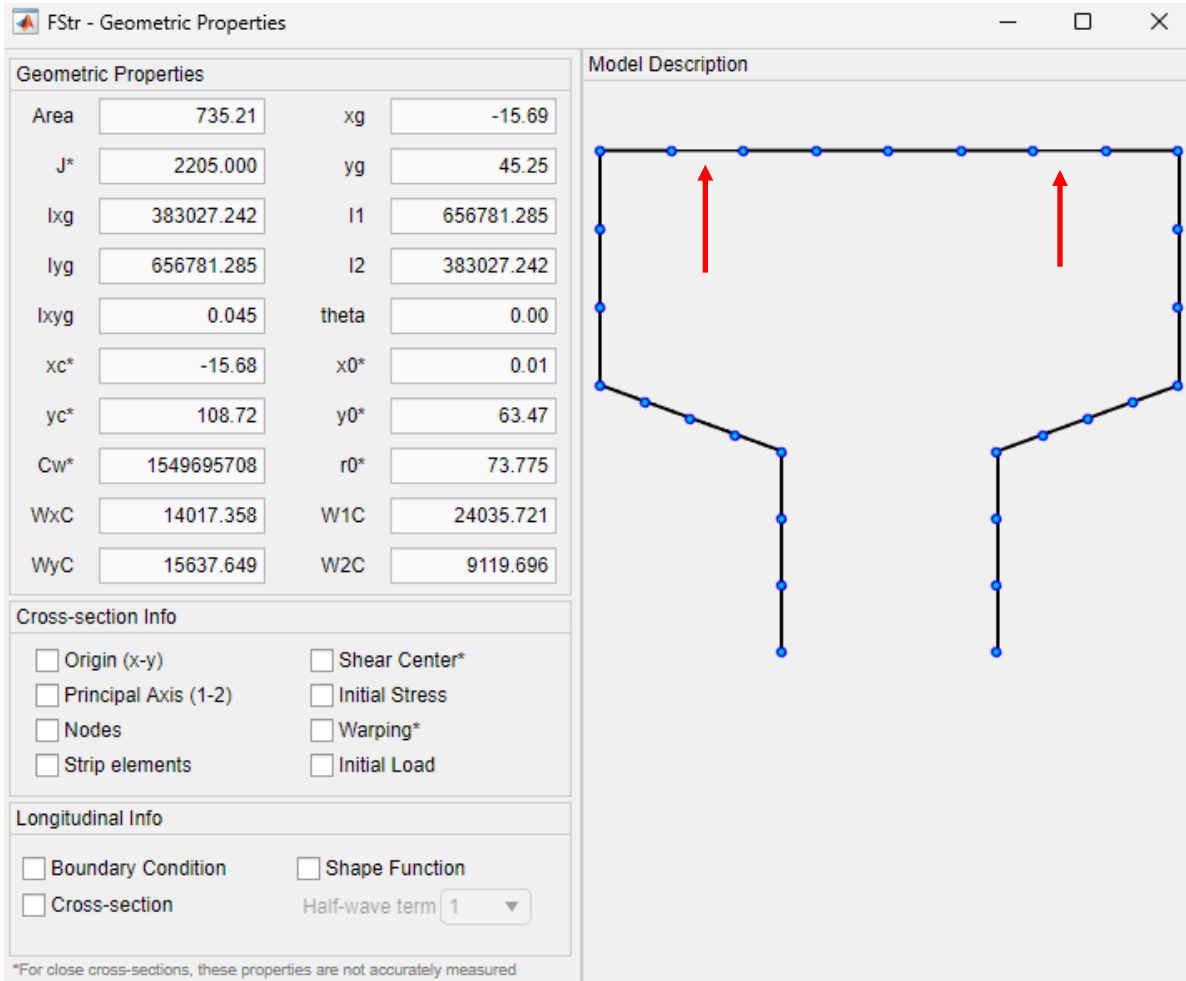 FStr - Geometric Properties
Geometric Properties
Area 735.21 xg -15.69
J* 2205.000 yg 45.25
Ixg 383027.242 I1 656781.285
Iyg 656781.285 I2 383027.242
Ixyg 0.045 theta 0.00
xc* -15.68 x0* 0.01
yc* 108.72 y0* 63.47
Cw* 1549695708 r0* 73.775
WxC 14017.358 W1C 24035.721
WyC 15637.649 W2C 9119.696
Cross-section Info
Origin (x-y) Shear Center*
Principal Axis (1-2) Initial Stress
Nodes Warping*
Strip elements Initial Load
Longitudinal Info
Boundary Condition Shape Function
Cross-section Half-wave term 1
*For close cross-sections, these properties are not accurately measured
Model Description